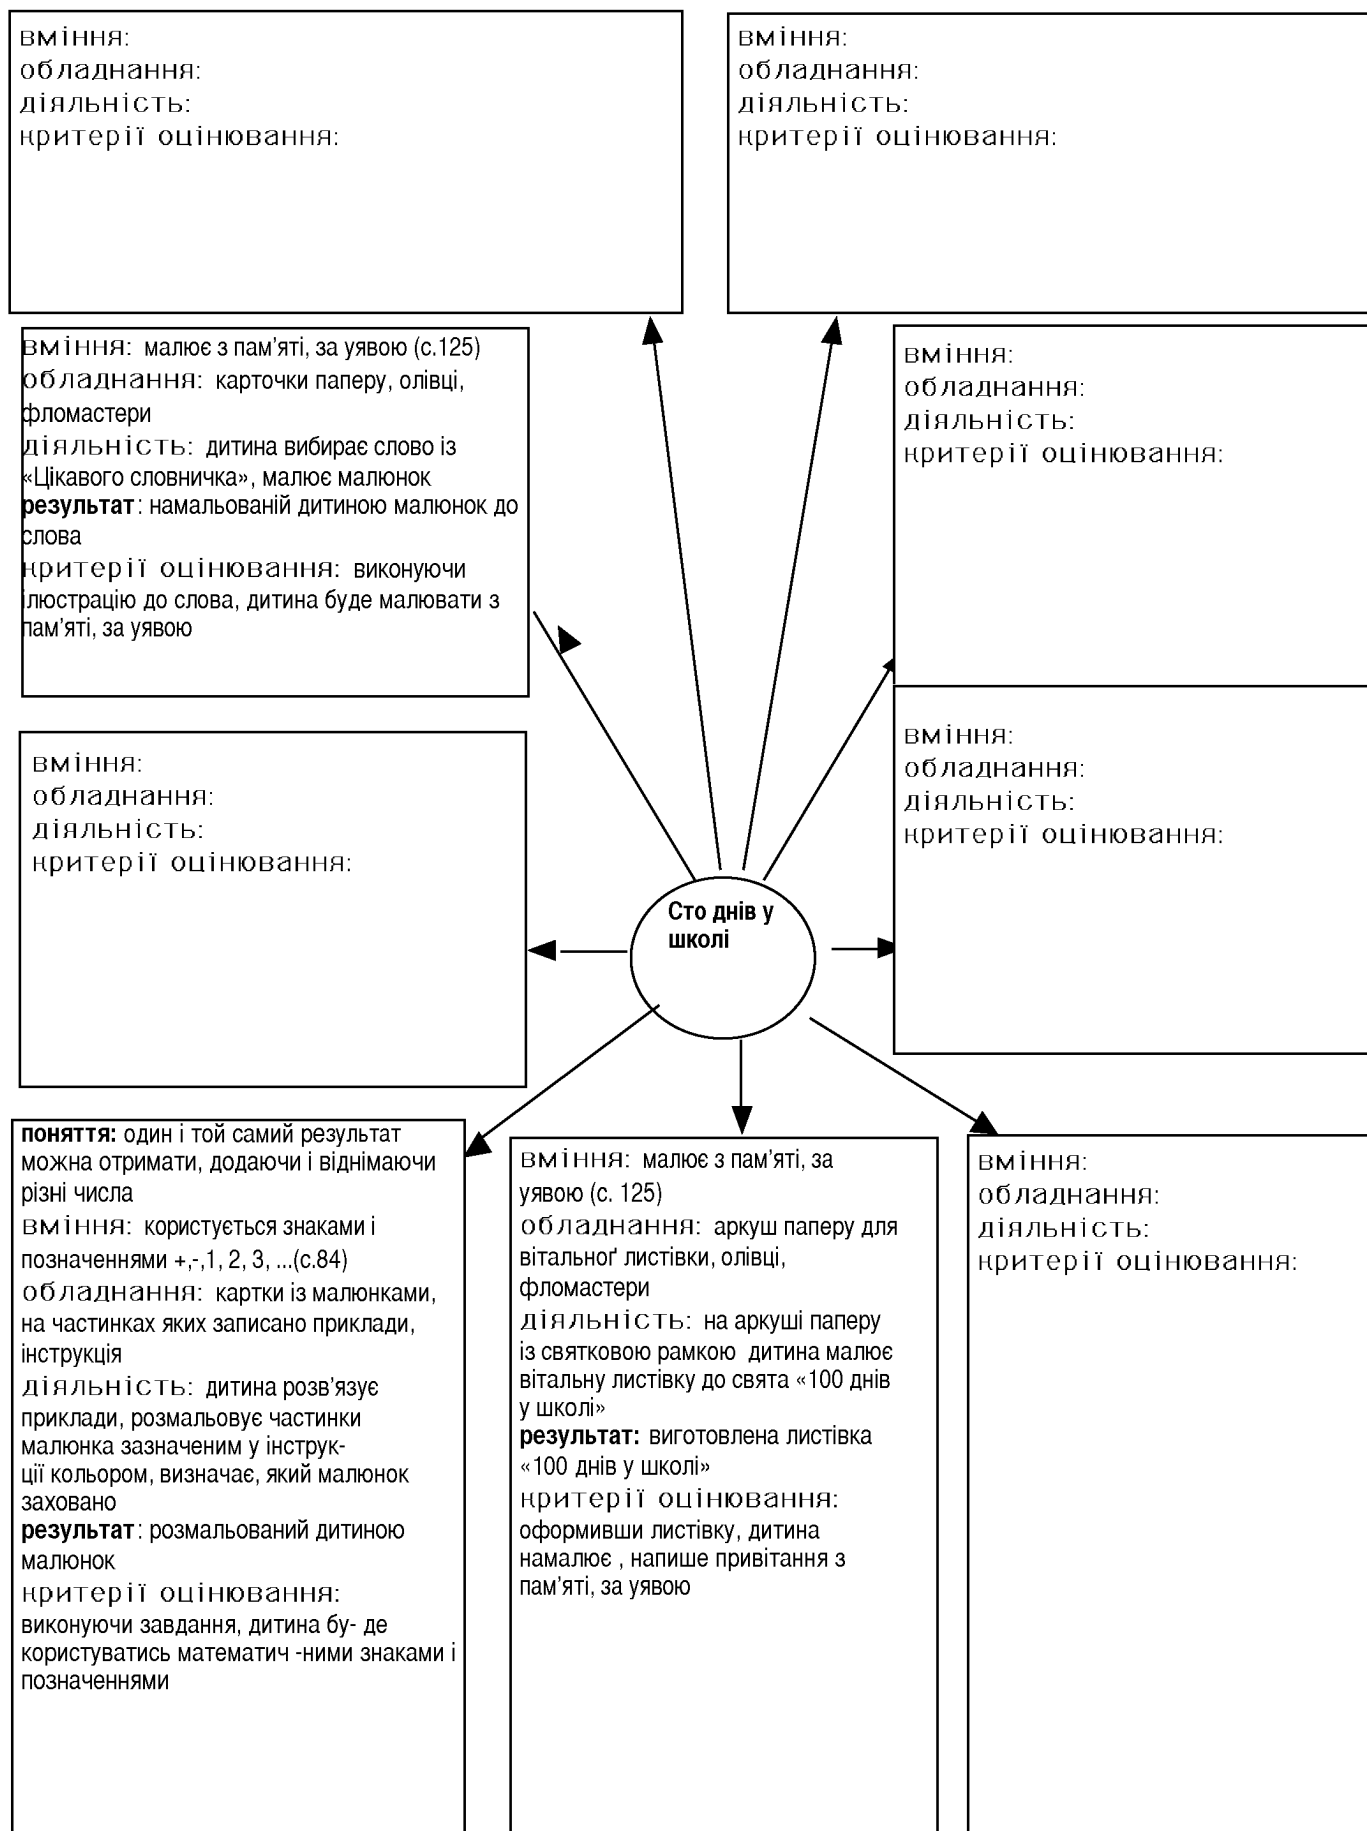 вміння:
обладнання:
діяльність:
критерії оцінювання:
вміння:
обладнання:
діяльність:
критерії оцінювання:
вміння: малює з пам’яті, за уявою (с.125)
обладнання: карточки паперу, олівці,
фломастери
діяльність: дитина вибирає слово із
«Цікавого словничка», малює малюнок
результат: намальованій дитиною малюнок до
слова
критерії оцінювання: виконуючи
ілюстрацію до слова, дитина буде малювати з
пам’яті, за уявою
вміння:
обладнання:
діяльність:
критерії оцінювання:
вміння:
обладнання:
діяльність:
критерії оцінювання:
вміння:
обладнання:
діяльність:
критерії оцінювання:
Сто днів у
школі
поняття: один і той самий результат
можна отримати, додаючи і віднімаючи
різні числа
вміння: користується знаками і
позначеннями +,-,1, 2, 3, ...(с.84)
обладнання: картки із малюнками,
на частинках яких записано приклади,
інструкція
діяльність: дитина розв’язує
приклади, розмальовує частинки
малюнка зазначеним у інструк-
ції кольором, визначає, який малюнок
заховано
результат: розмальований дитиною
малюнок
критерії оцінювання:
виконуючи завдання, дитина бу- де
користуватись математич -ними знаками і
позначеннями
вміння: малює з пам’яті, за
уявою (с. 125)
обладнання: аркуш паперу для
вітальноґ листівки, олівці,
фломастери
діяльність: на аркуші паперу
із святковою рамкою дитина малює
вітальну листівку до свята «100 днів
у школі»
результат: виготовлена листівка
«100 днів у школі»
критерії оцінювання:
оформивши листівку, дитина
намалює , напише привітання з
пам’яті, за уявою
вміння:
обладнання:
діяльність:
критерії оцінювання: